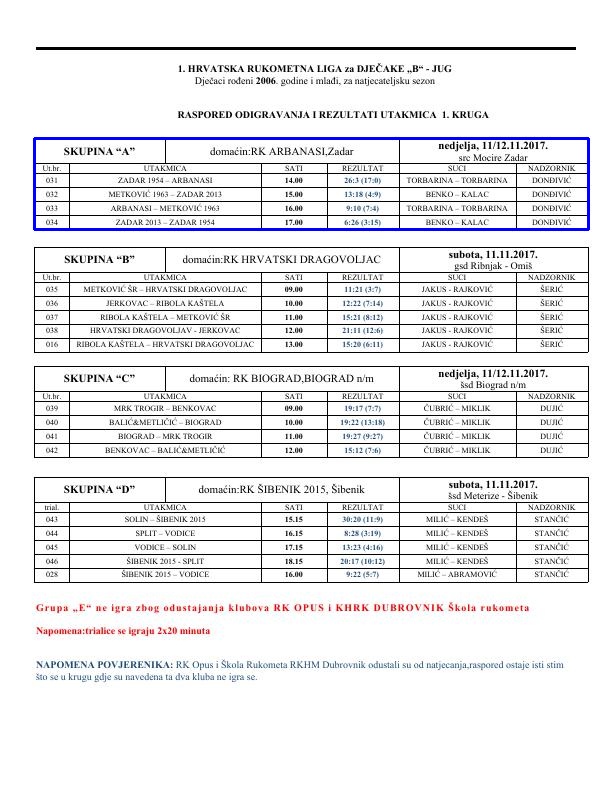 1. HRVATSKA RUKOMETNA LIGA za DJEČAKE „B“ - JUG
Dječaci rođeni 2006. godine i mlađi, za natjecateljsku sezon
RASPORED ODIGRAVANJA I REZULTATI UTAKMICA 1. KRUGA
SKUPINA “A” domaćin:RK ARBANASI,Zadar nedjelja, 11/12.11.2017.
src Mocire Zadar
Ut.br. UTAKMICA SATI REZULTAT SUCI NADZORNIK
031 ZADAR 1954 – ARBANASI 14.00 26:3 (17:0) TORBARINA – TORBARINA DONĐIVIĆ
032 METKOVIĆ 1963 – ZADAR 2013 15.00 13:18 (4:9) BENKO – KALAC DONĐIVIĆ
033 ARBANASI – METKOVIĆ 1963 16.00 9:10 (7:4) TORBARINA – TORBARINA DONĐIVIĆ
034 ZADAR 2013 – ZADAR 1954 17.00 6:26 (3:15) BENKO – KALAC DONĐIVIĆ
SKUPINA “B” domaćin:RK HRVATSKI DRAGOVOLJAC subota, 11.11.2017.
gsd Ribnjak - Omiš
Ut.br. UTAKMICA SATI REZULTAT SUCI NADZORNIK
035 METKOVIĆ ŠR – HRVATSKI DRAGOVOLJAC 09.00 11:21 (3:7) JAKUS - RAJKOVIĆ ŠERIĆ
036 JERKOVAC – RIBOLA KAŠTELA 10.00 12:22 (7:14) JAKUS - RAJKOVIĆ ŠERIĆ
037 RIBOLA KAŠTELA – METKOVIĆ ŠR 11.00 15:21 (8:12) JAKUS - RAJKOVIĆ ŠERIĆ
038 HRVATSKI DRAGOVOLJAV - JERKOVAC 12.00 21:11 (12:6) JAKUS - RAJKOVIĆ ŠERIĆ
016 RIBOLA KAŠTELA – HRVATSKI DRAGOVOLJAC 13.00 15:20 (6:11) JAKUS - RAJKOVIĆ ŠERIĆ
SKUPINA “C” domaćin: RK BIOGRAD,BIOGRAD n/m nedjelja, 11/12.11.2017.
šsd Biograd n/m
Ut.br. UTAKMICA SATI REZULTAT SUCI NADZORNIK
039 MRK TROGIR – BENKOVAC 09.00 19:17 (7:7) ČUBRIĆ – MIKLIK DUJIĆ
040 BALIĆ&METLIČIĆ – BIOGRAD 10.00 19:22 (13:18) ČUBRIĆ – MIKLIK DUJIĆ
041 BIOGRAD – MRK TROGIR 11.00 19:27 (9:27) ČUBRIĆ – MIKLIK DUJIĆ
042 BENKOVAC – BALIĆ&METLIČIĆ 12.00 15:12 (7:6) ČUBRIĆ – MIKLIK DUJIĆ
SKUPINA “D” domaćin:RK ŠIBENIK 2015, Šibenik subota, 11.11.2017.
šsd Meterize - Šibenik
trial. UTAKMICA SATI REZULTAT SUCI NADZORNIK
043 SOLIN – ŠIBENIK 2015 15.15 30:20 (11:9) MILIĆ – KENDEŠ STANČIĆ
044 SPLIT – VODICE 16.15 8:28 (3:19) MILIĆ – KENDEŠ STANČIĆ
045 VODICE – SOLIN 17.15 13:23 (4:16) MILIĆ – KENDEŠ STANČIĆ
046 ŠIBENIK 2015 - SPLIT 18.15 20:17 (10:12) MILIĆ – KENDEŠ STANČIĆ
028 ŠIBENIK 2015 – VODICE 16.00 9:22 (5:7) MILIĆ – ABRAMOVIĆ STANČIĆ
Grupa „E“ ne igra zbog odustajanja klubova RK OPUS i KHRK DUBROVNIK Škola rukometa
Napomena:trialice se igraju 2x20 minuta
NAPOMENA POVJERENIKA: RK Opus i Škola Rukometa RKHM Dubrovnik odustali su od natjecanja,raspored ostaje isti stim
što se u krugu gdje su navedena ta dva kluba ne igra se.